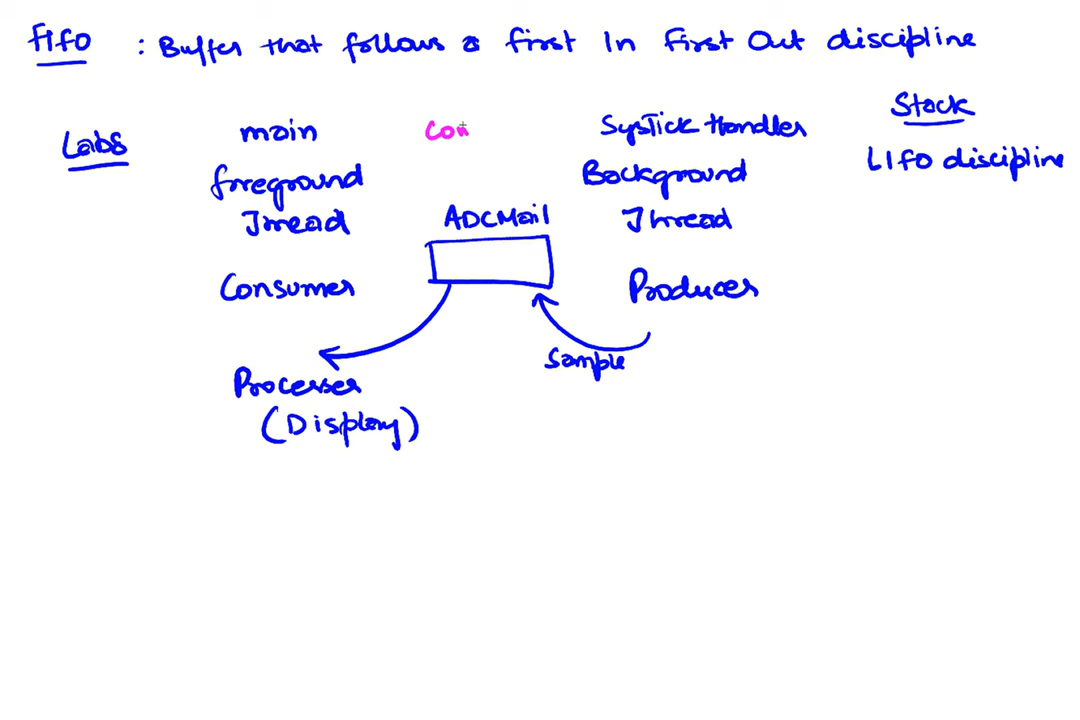 Fifo : Buffer that follows a First In First Out discipline
Stack
Labs main Con SysTick Handler
LIFO discipline
foreground Background
Thread ADCMail Thread
Consumer Producer
Sample
Processes
(Display)